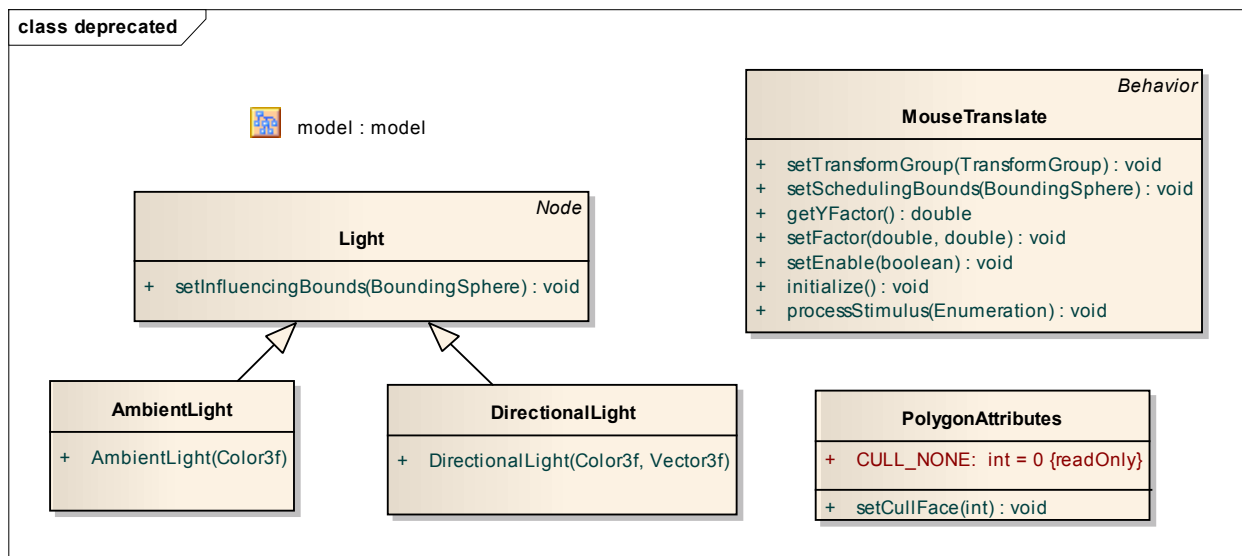 class deprecated
model : model
Behavior
MouseTranslate
+ setTransformGroup(TransformGroup) : void
+ setSchedulingBounds(BoundingSphere) : void
+ getYFactor() : double
+ setFactor(double, double) : void
+ setEnable(boolean) : void
+ initialize() : void
+ processStimulus(Enumeration) : void
Node
Light
+ setInfluencingBounds(BoundingSphere) : void
AmbientLight
+ AmbientLight(Color3f)
DirectionalLight
+ DirectionalLight(Color3f, Vector3f)
PolygonAttributes
+ CULL_NONE: int = 0 {readOnly}
+ setCullFace(int) : void